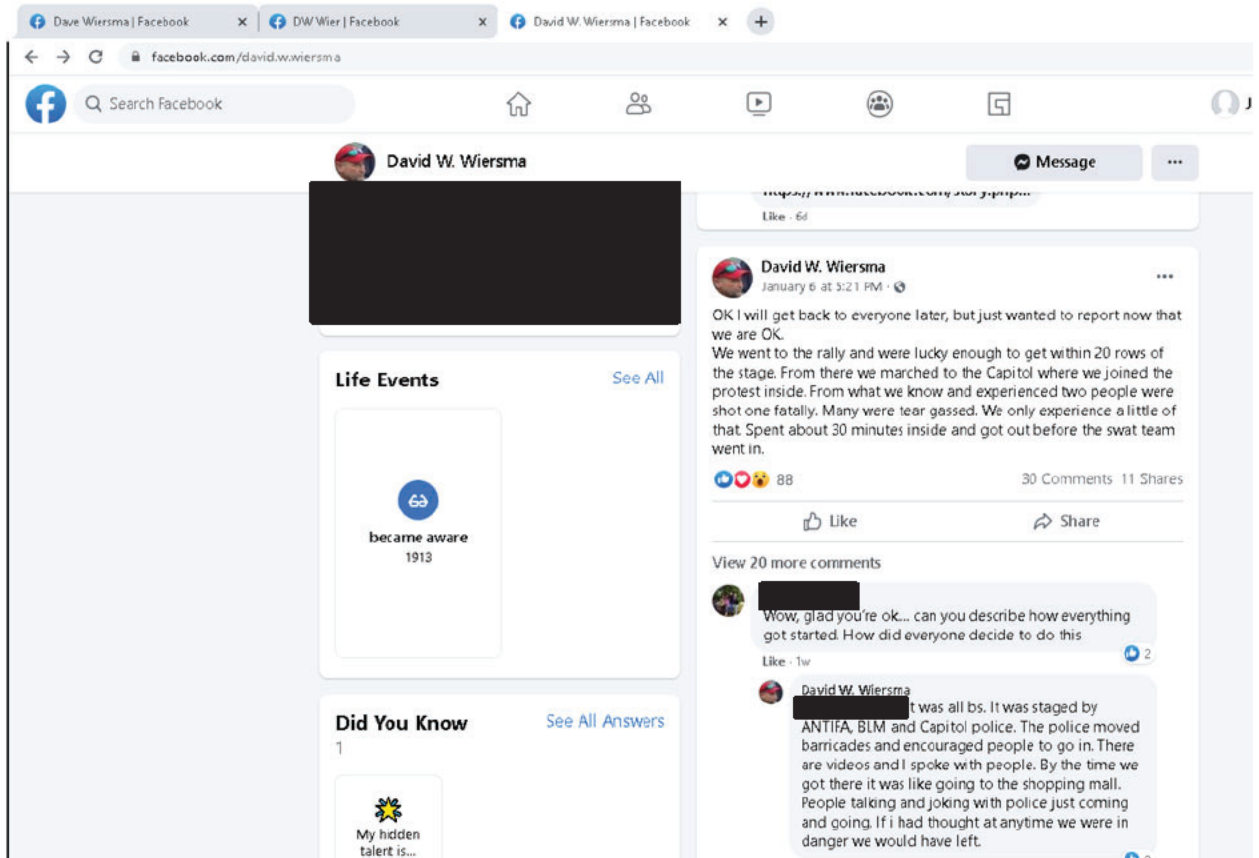 Dave Wiersma | Facebook
DW Wier | Facebook
David W. Wiersma | Facebook
facebook.com/david.w.wiersma
Search Facebook
J
David W. Wiersma
Message
Like · 6d
Life Events
See All
became aware
1913
Did You Know
See All Answers
1
My hidden
talent is...
David W. Wiersma
January 6 at 5:21 PM ·
OK I will get back to everyone later, but just wanted to report now that
we are OK.
We went to the rally and were lucky enough to get within 20 rows of
the stage. From there we marched to the Capitol where we joined the
protest inside. From what we know and experienced two people were
shot one fatally. Many were tear gassed. We only experience a little of
that. Spent about 30 minutes inside and got out before the swat team
went in.
88
30 Comments 11 Shares
Like
Share
View 20 more comments
Wow, glad you're ok... can you describe how everything
got started. How did everyone decide to do this
2
Like · 1w
David W. Wiersma
t was all bs. It was staged by
ANTIFA, BLM and Capitol police. The police moved
barricades and encouraged people to go in. There
are videos and I spoke with people. By the time we
got there it was like going to the shopping mall.
People talking and joking with police just coming
and going. If i had thought at anytime we were in
danger we would have left.